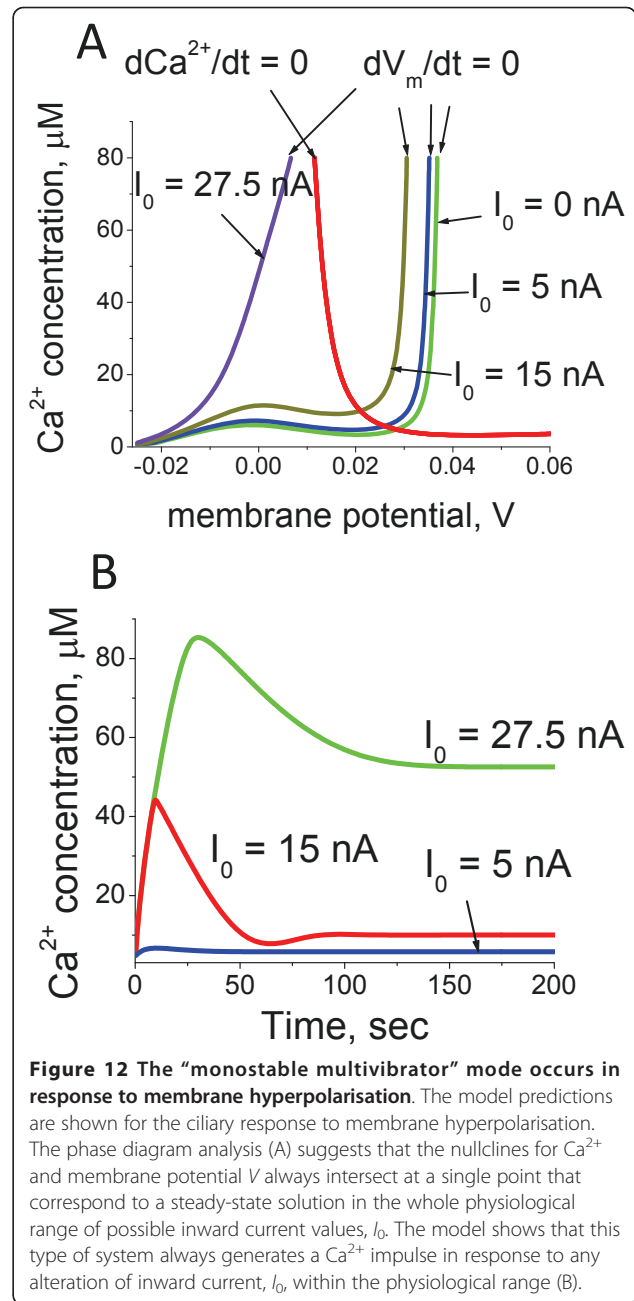 A
dCa²⁺/dt = 0 dVₘ/dt = 0
Ca²⁺ concentration, μM
80
60
40
20
0
I₀ = 27.5 nA
I₀ = 0 nA
I₀ = 5 nA
I₀ = 15 nA
-0.02 0.00 0.02 0.04 0.06
membrane potential, V
B
Ca²⁺ concentration, μM
80
60
40
20
I₀ = 27.5 nA
I₀ = 15 nA
I₀ = 5 nA
0 50 100 150 200
Time, sec
Figure 12 The “monostable multivibrator” mode occurs in
response to membrane hyperpolarisation. The model predictions
are shown for the ciliary response to membrane hyperpolarisation.
The phase diagram analysis (A) suggests that the nullclines for Ca²⁺
and membrane potential V always intersect at a single point that
correspond to a steady-state solution in the whole physiological
range of possible inward current values, I₀. The model shows that this
type of system always generates a Ca²⁺ impulse in response to any
alteration of inward current, I₀, within the physiological range (B).